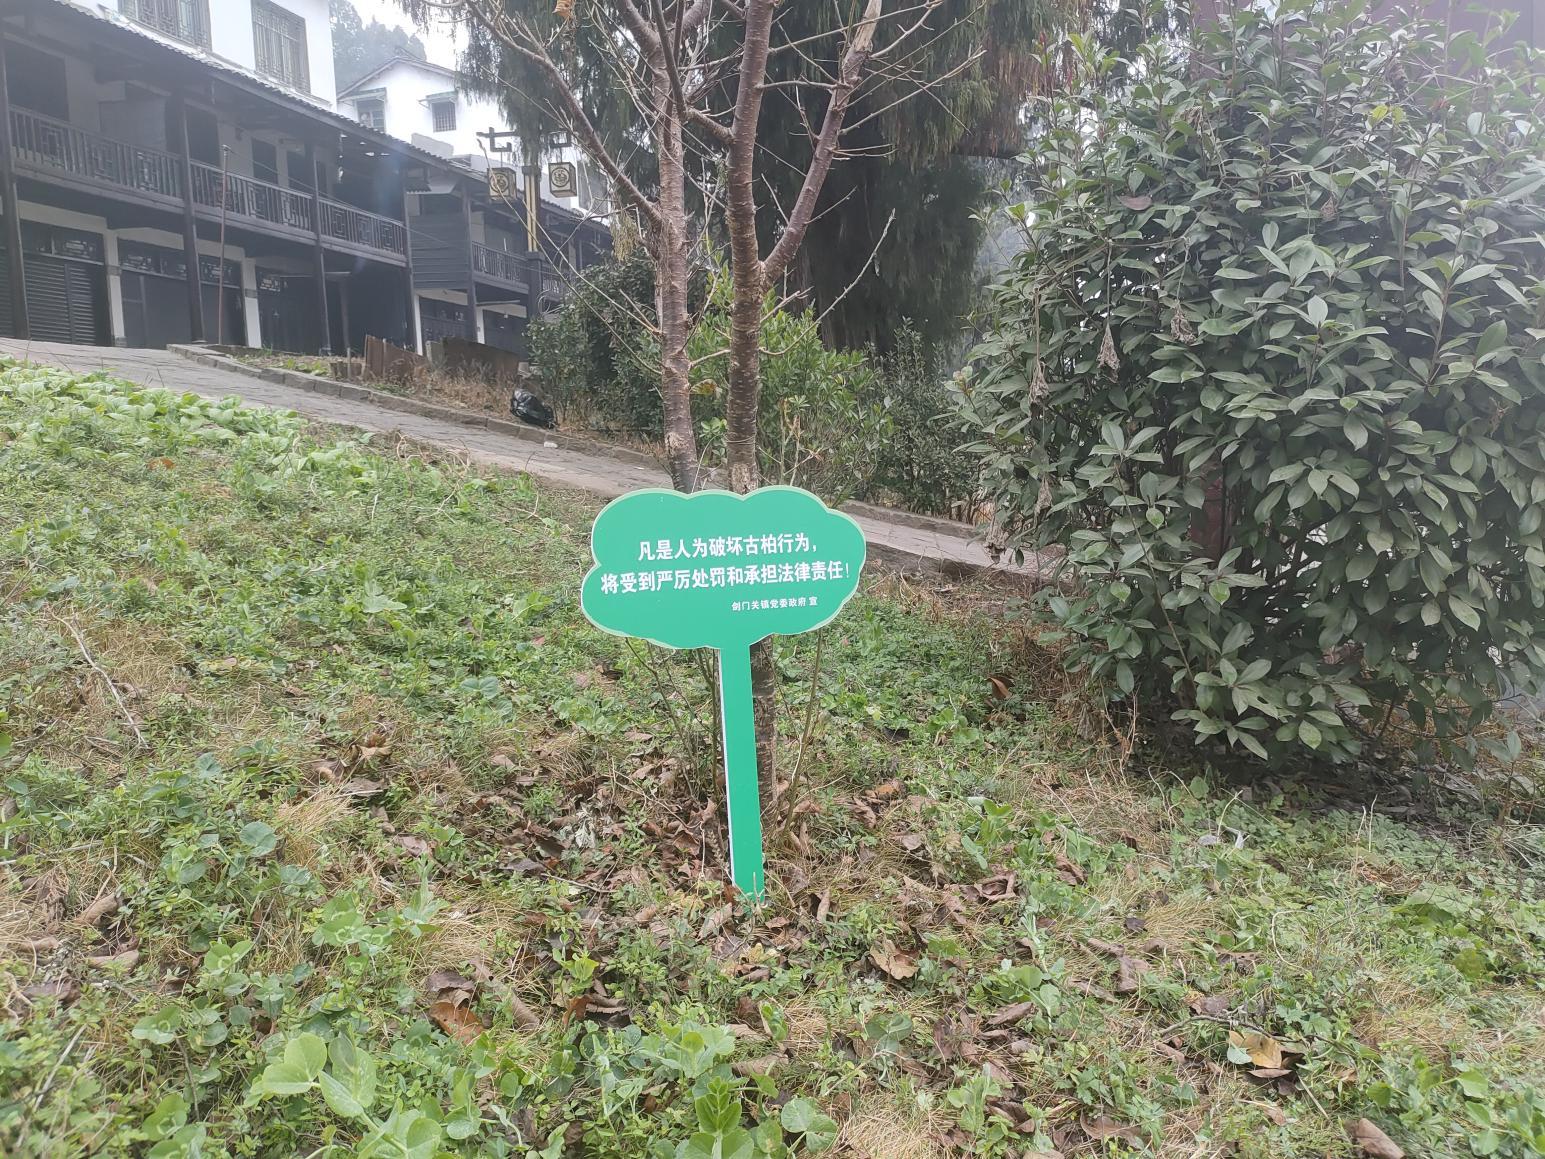 凡是人为破坏古柏行为，
将受到严厉处罚和承担法律责任！
剑门关镇党委政府 宣